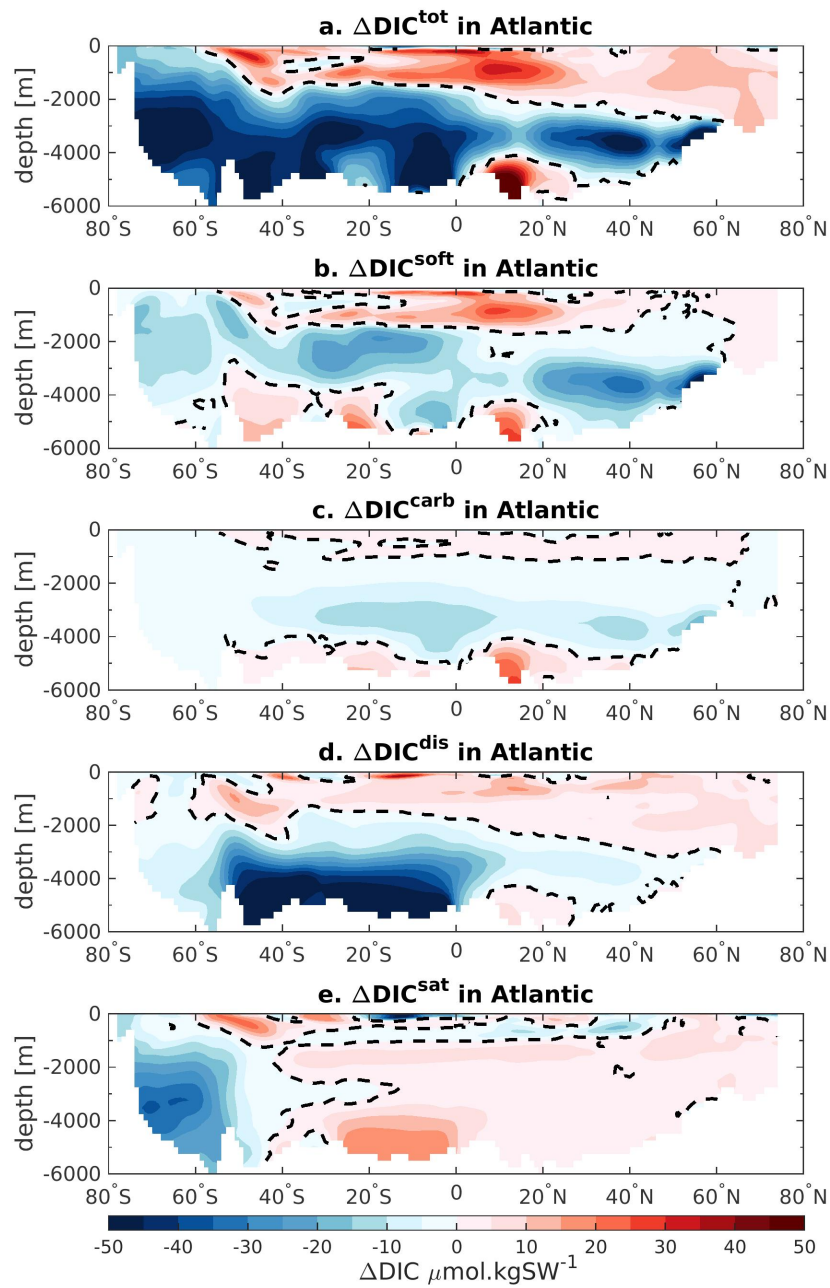 a. ΔDIC^tot in Atlantic
0
-2000
-4000
-6000
depth [m]
80°S 60°S 40°S 20°S 0 20°N 40°N 60°N 80°N
b. ΔDIC^soft in Atlantic
0
-2000
-4000
-6000
depth [m]
80°S 60°S 40°S 20°S 0 20°N 40°N 60°N 80°N
c. ΔDIC^carb in Atlantic
0
-2000
-4000
-6000
depth [m]
80°S 60°S 40°S 20°S 0 20°N 40°N 60°N 80°N
d. ΔDIC^dis in Atlantic
0
-2000
-4000
-6000
depth [m]
80°S 60°S 40°S 20°S 0 20°N 40°N 60°N 80°N
e. ΔDIC^sat in Atlantic
0
-2000
-4000
-6000
depth [m]
80°S 60°S 40°S 20°S 0 20°N 40°N 60°N 80°N
-50 -40 -30 -20 -10 0 10 20 30 40 50
ΔDIC μmol.kgSW⁻¹